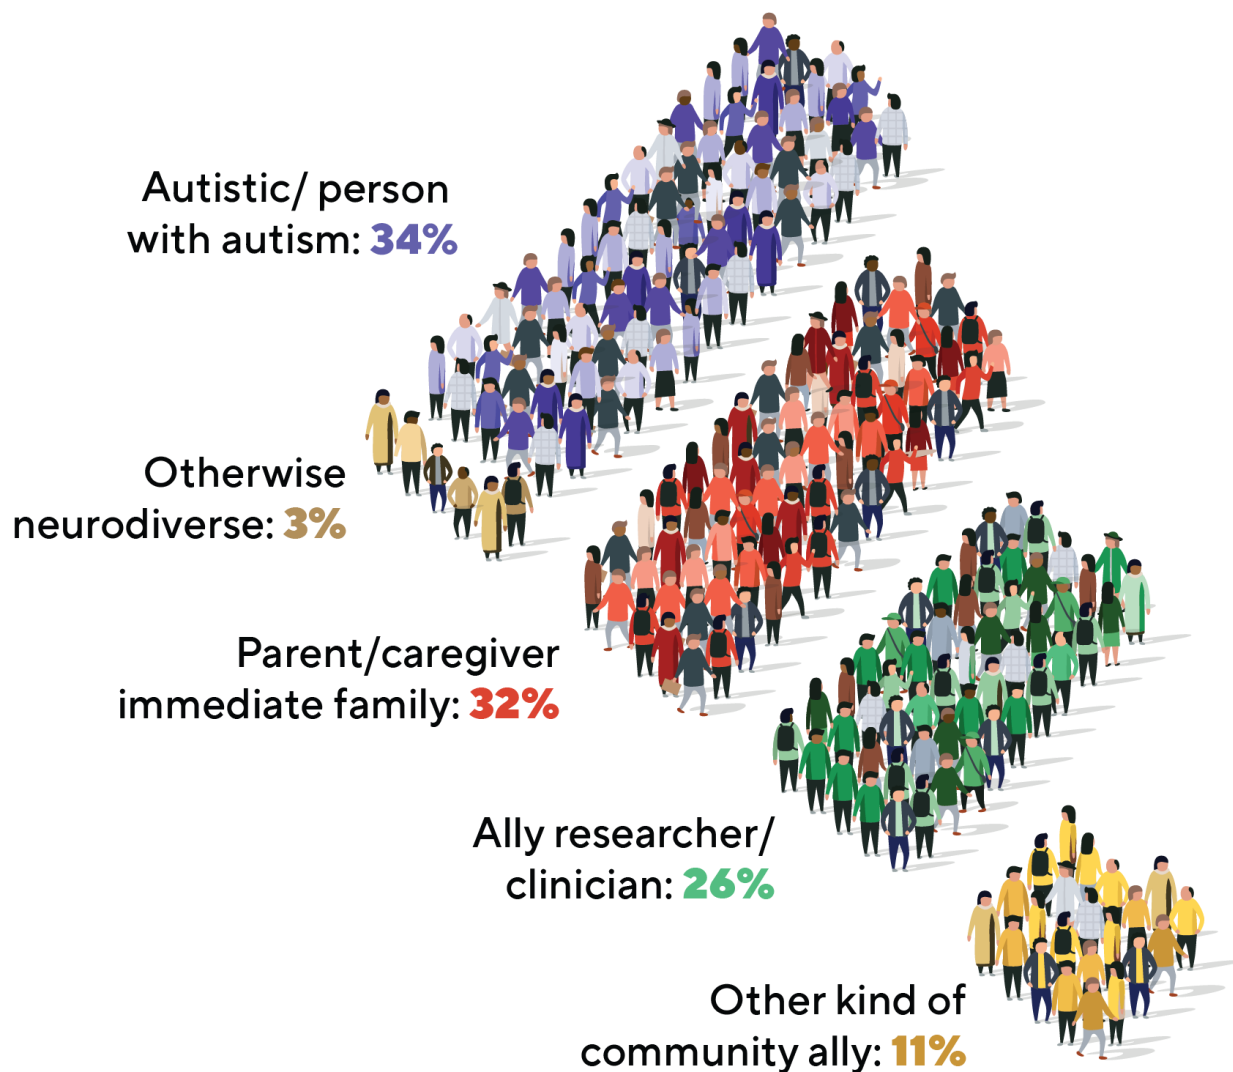 Autistic/ person
with autism: 34%
Otherwise
neurodiverse: 3%
Parent/caregiver
immediate family: 32%
Ally researcher/
clinician: 26%
Other kind of
community ally: 11%